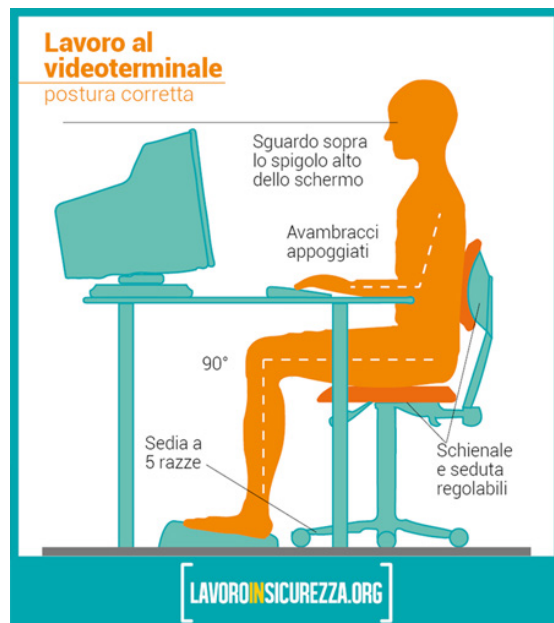 Lavoro al
videoterminale
postura corretta
Sguardo sopra
lo spigolo alto
dello schermo
Avambracci
appoggiati
90°
Sedia a
5 razze
Schienale
e seduta
regolabili
LAVOROINSICUREZZA.ORG